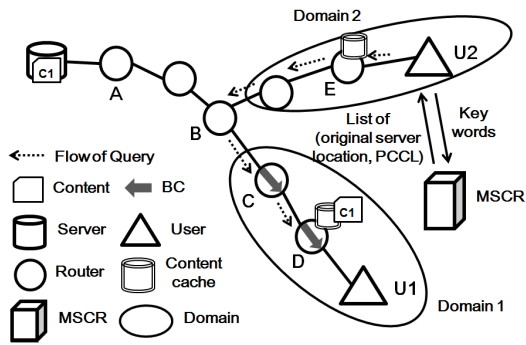 Domain 2
C1
A
E
U2
B
List of
(original server
location, PCCL)
Key
words
Flow of Query
Content
BC
C
MSCR
Server
User
C1
D
Router
Content
cache
U1
MSCR
Domain
Domain 1